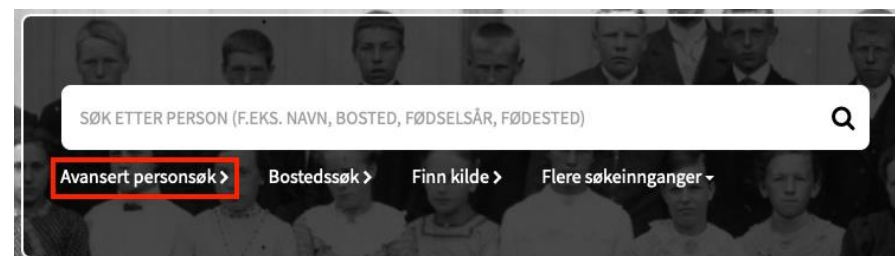 SØK ETTER PERSON (F.EKS. NAVN, BOSTED, FØDSELSÅR, FØDESTED)
Avansert personsøk > Bostedssøk > Finn kilde > Flere søkeinnganger